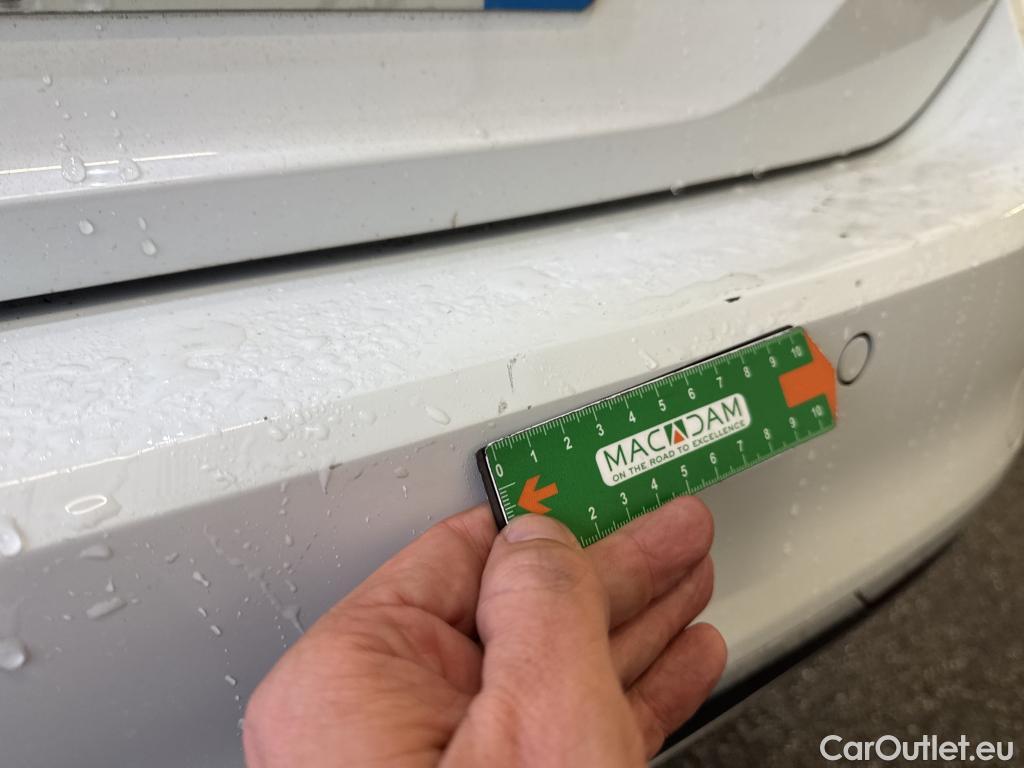 0 1 2 3 4 5 6 7 8 9 10
MACADAM
ON THE ROAD TO EXCELLENCE
2 3 4 5 6 7 8 9 10
CarOutlet.eu